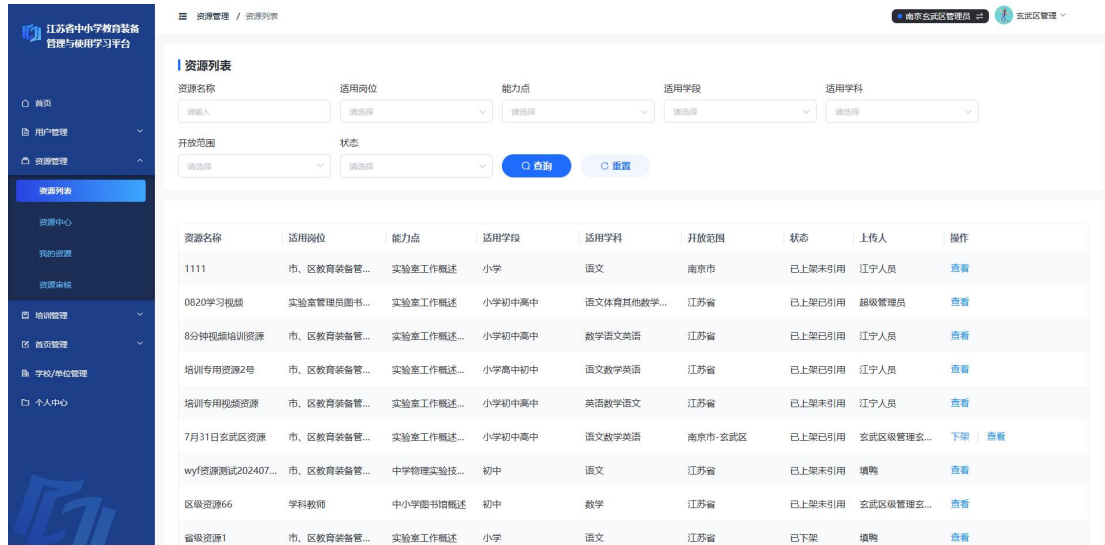 江苏省中小学教育装备
管理与使用学习平台
资源管理 / 资源列表
南京玄武区管理员
玄武区管理
首页
用户管理
资源管理
资源列表
资源中心
我的资源
资源审核
培训管理
首页管理
学校/单位管理
个人中心
资源列表
资源名称 适用岗位 能力点 适用学段 适用学科
请输入 请选择 请选择 请选择 请选择
开放范围 状态
请选择 请选择 查询 重置
资源名称 适用岗位 能力点 适用学段 适用学科 开放范围 状态 上传人 操作
1111 市、区教育装备管... 实验室工作概述 小学 语文 南京市 已上架未引用 江宁人员 查看
0820学习视频 实验室管理员图书... 实验室工作概述 小学初中高中 语文体育其他数学... 江苏省 已上架已引用 超级管理员 查看
8分钟视频培训资源 市、区教育装备管... 实验室工作概述... 小学初中高中 数学语文英语 江苏省 已上架已引用 江宁人员 查看
培训专用资源2号 市、区教育装备管... 实验室工作概述... 小学高中初中 语文数学英语 江苏省 已上架已引用 江宁人员 查看
培训专用视频资源 市、区教育装备管... 实验室工作概述... 小学初中高中 英语数学语文 江苏省 已上架未引用 江宁人员 查看
7月31日玄武区资源 市、区教育装备管... 实验室工作概述... 小学初中高中 语文数学英语 南京市-玄武区 已上架已引用 玄武区级管理玄... 下架 查看
wyf资源测试202407... 市、区教育装备管... 中学物理实验技... 初中 语文 江苏省 已上架未引用 填鸭 查看
区级资源66 学科教师 中小学图书馆概述 初中 数学 江苏省 已上架未引用 玄武区级管理玄... 查看
省级资源1 市、区教育装备管... 实验室工作概述 小学 语文 江苏省 已下架 填鸭 查看